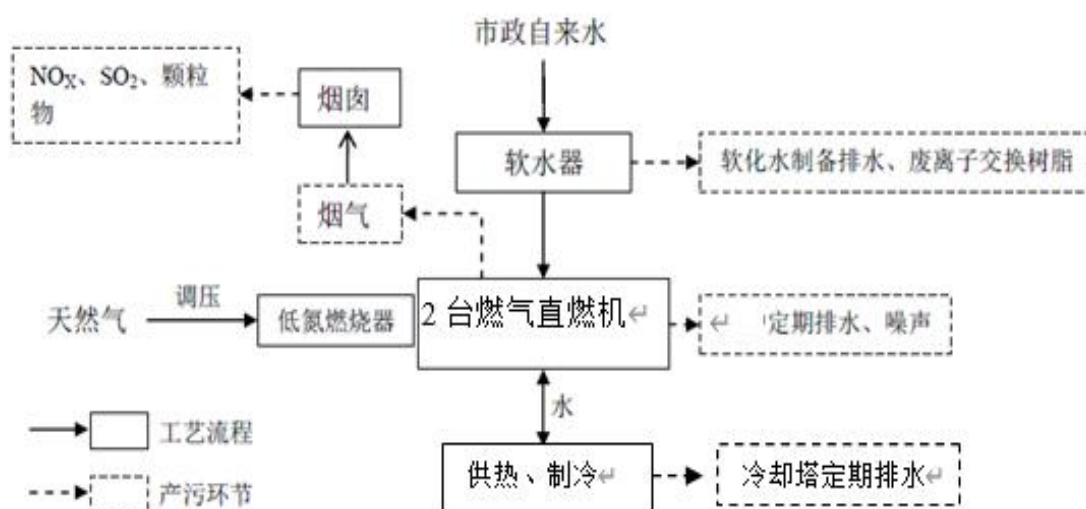 市政自来水
NOX、SO2、颗粒
物
烟囱
软水器
软化水制备排水、废离子交换树脂
烟气
天然气
调压
低氮燃烧器
2 台燃气直燃机↵
↵ 定期排水、噪声
水
工艺流程
供热、制冷↵
冷却塔定期排水↵
产污环节